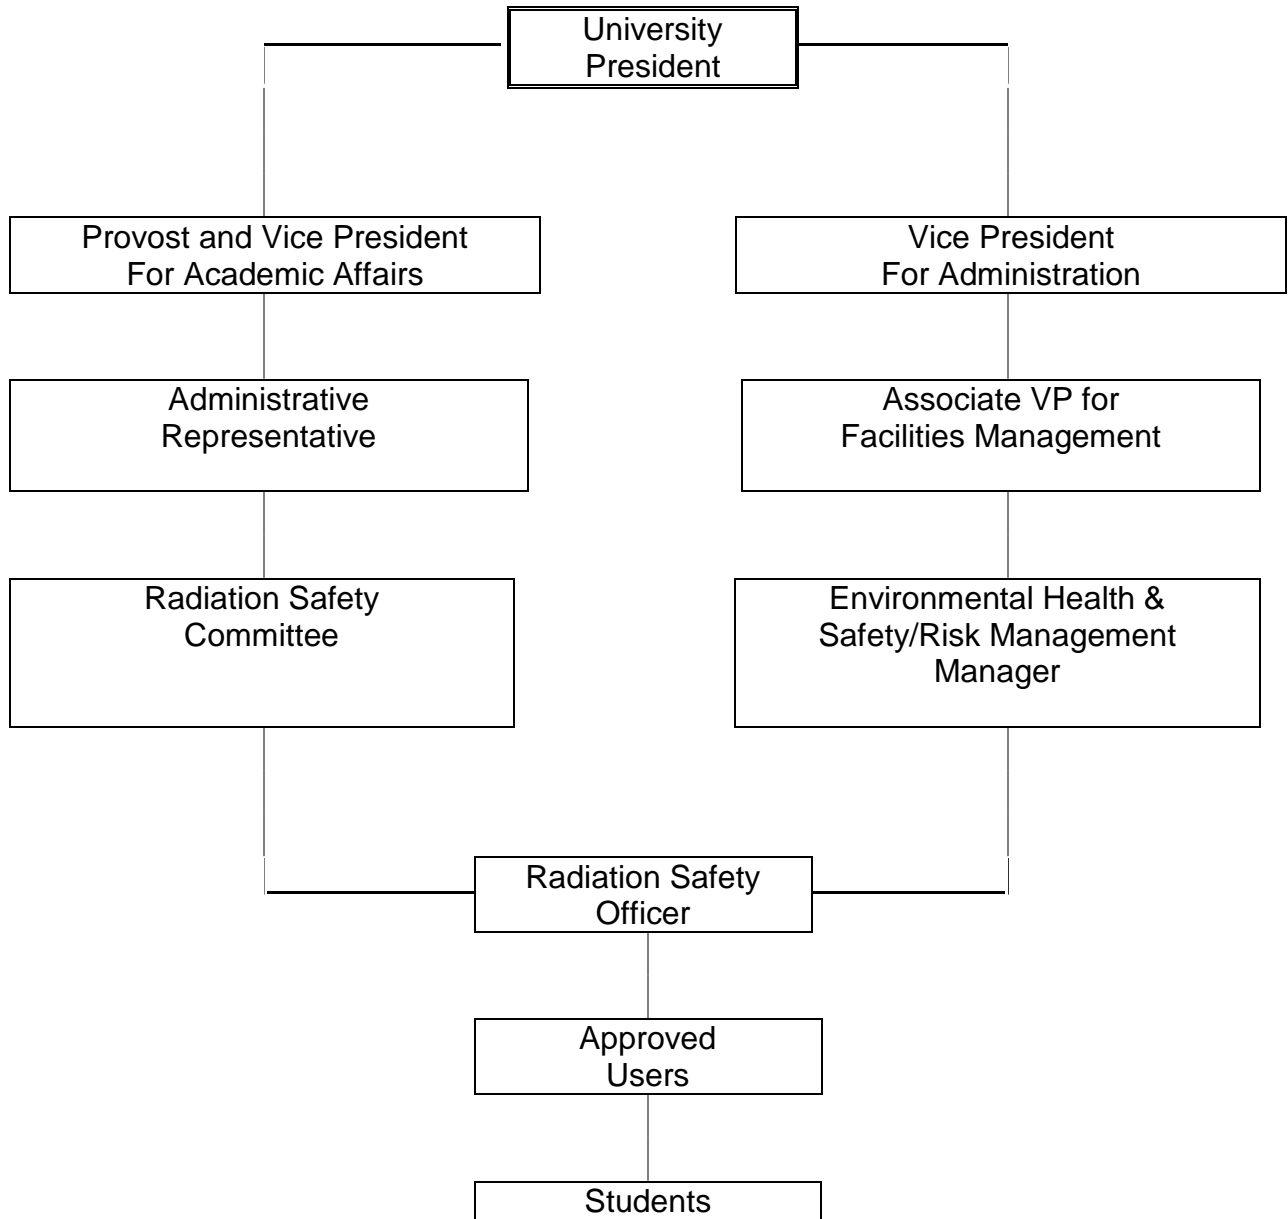 University
President
Provost and Vice President
For Academic Affairs
Vice President
For Administration
Administrative
Representative
Associate VP for
Facilities Management
Radiation Safety
Committee
Environmental Health &
Safety/Risk Management
Manager
Radiation Safety
Officer
Approved
Users
Students